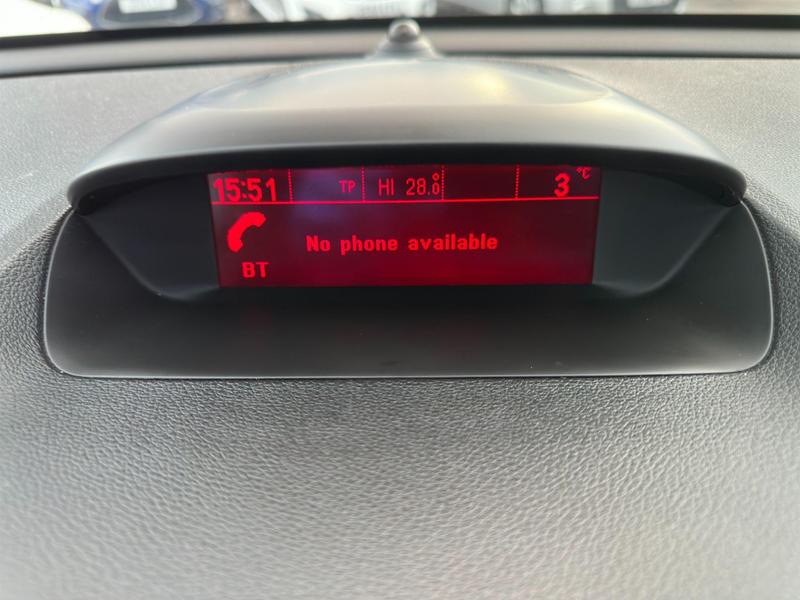 15:51 TP HI 28.0° 3 °C
No phone available
BT